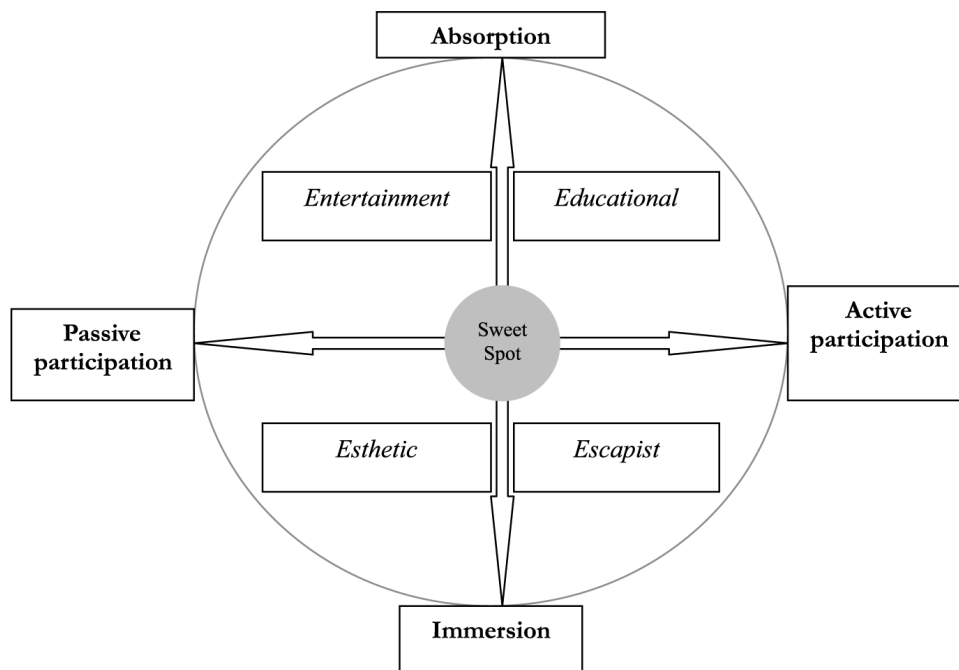 Absorption
Entertainment
Educational
Passive
participation
Sweet
Spot
Active
participation
Esthetic
Escapist
Immersion